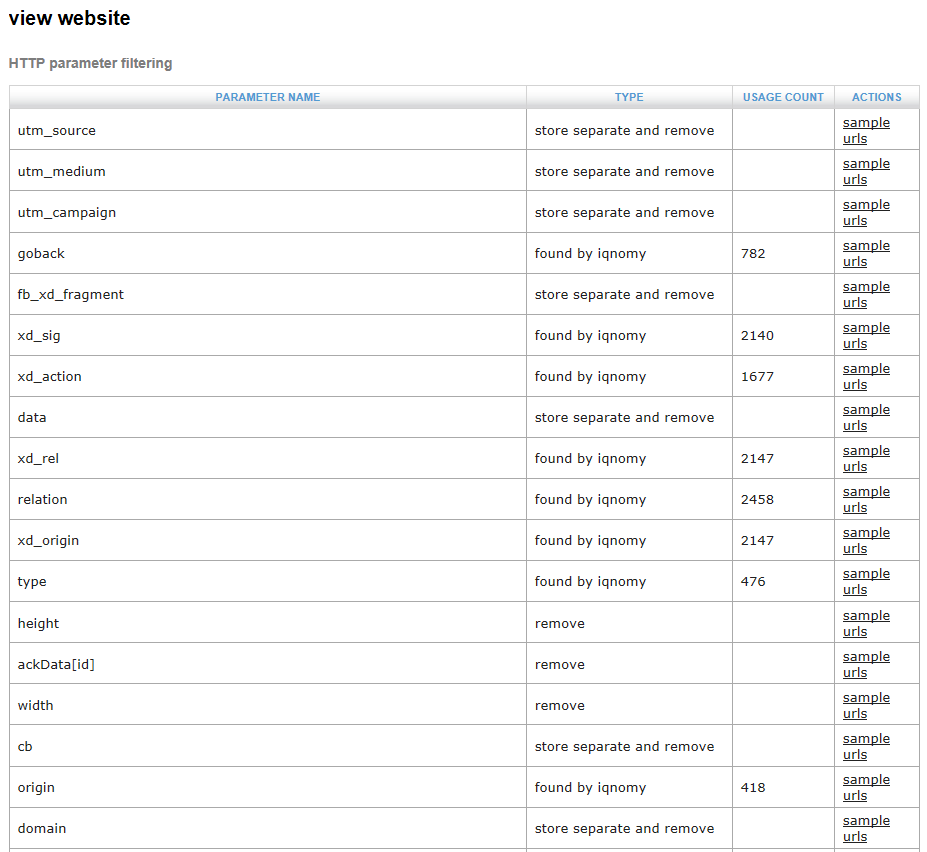 view website
HTTP parameter filtering
PARAMETER NAME TYPE USAGE COUNT ACTIONS
utm_source store separate and remove sample
urls
utm_medium store separate and remove sample
urls
utm_campaign store separate and remove sample
urls
goback found by iqnomy 782 sample
urls
fb_xd_fragment store separate and remove sample
urls
xd_sig found by iqnomy 2140 sample
urls
xd_action found by iqnomy 1677 sample
urls
data store separate and remove sample
urls
xd_rel found by iqnomy 2147 sample
urls
relation found by iqnomy 2458 sample
urls
xd_origin found by iqnomy 2147 sample
urls
type found by iqnomy 476 sample
urls
height remove sample
urls
ackData[id] remove sample
urls
width remove sample
urls
cb store separate and remove sample
urls
origin found by iqnomy 418 sample
urls
domain store separate and remove sample
urls